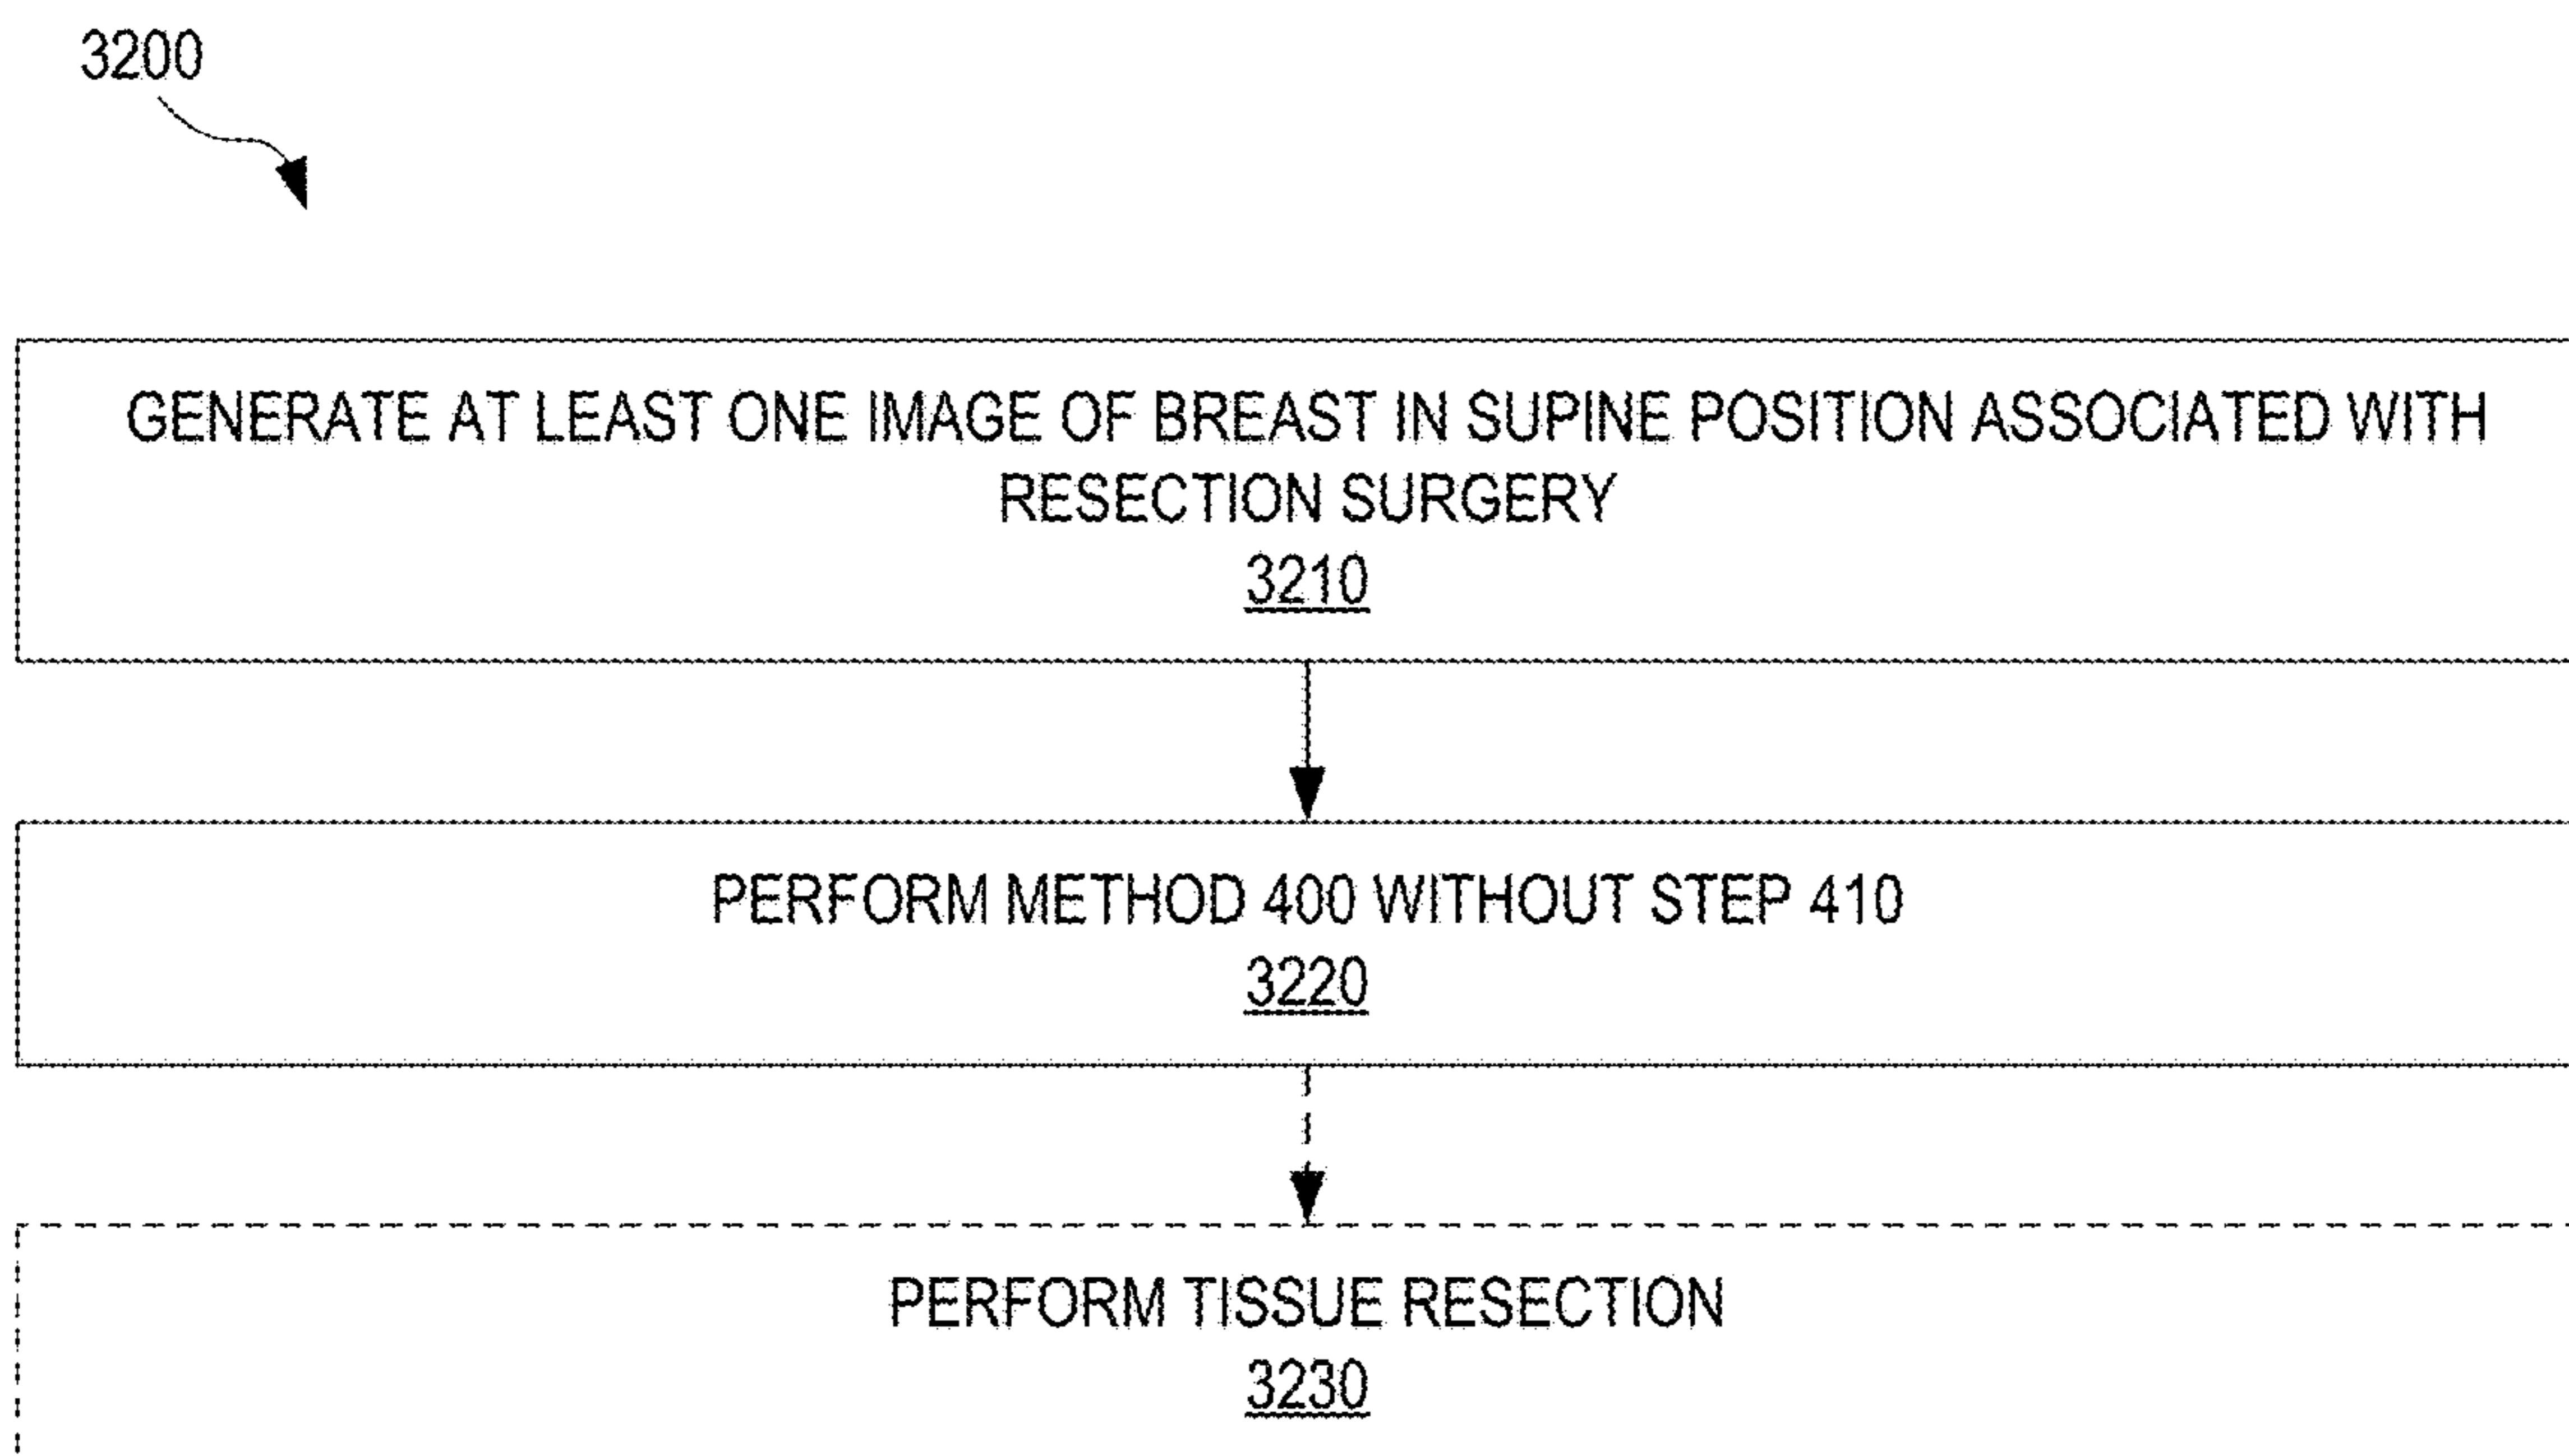 3200
GENERATE AT LEAST ONE IMAGE OF BREAST IN SUPINE POSITION ASSOCIATED WITH
RESECTION SURGERY
3210
PERFORM METHOD 400 WITHOUT STEP 410
3220
PERFORM TISSUE RESECTION
3230